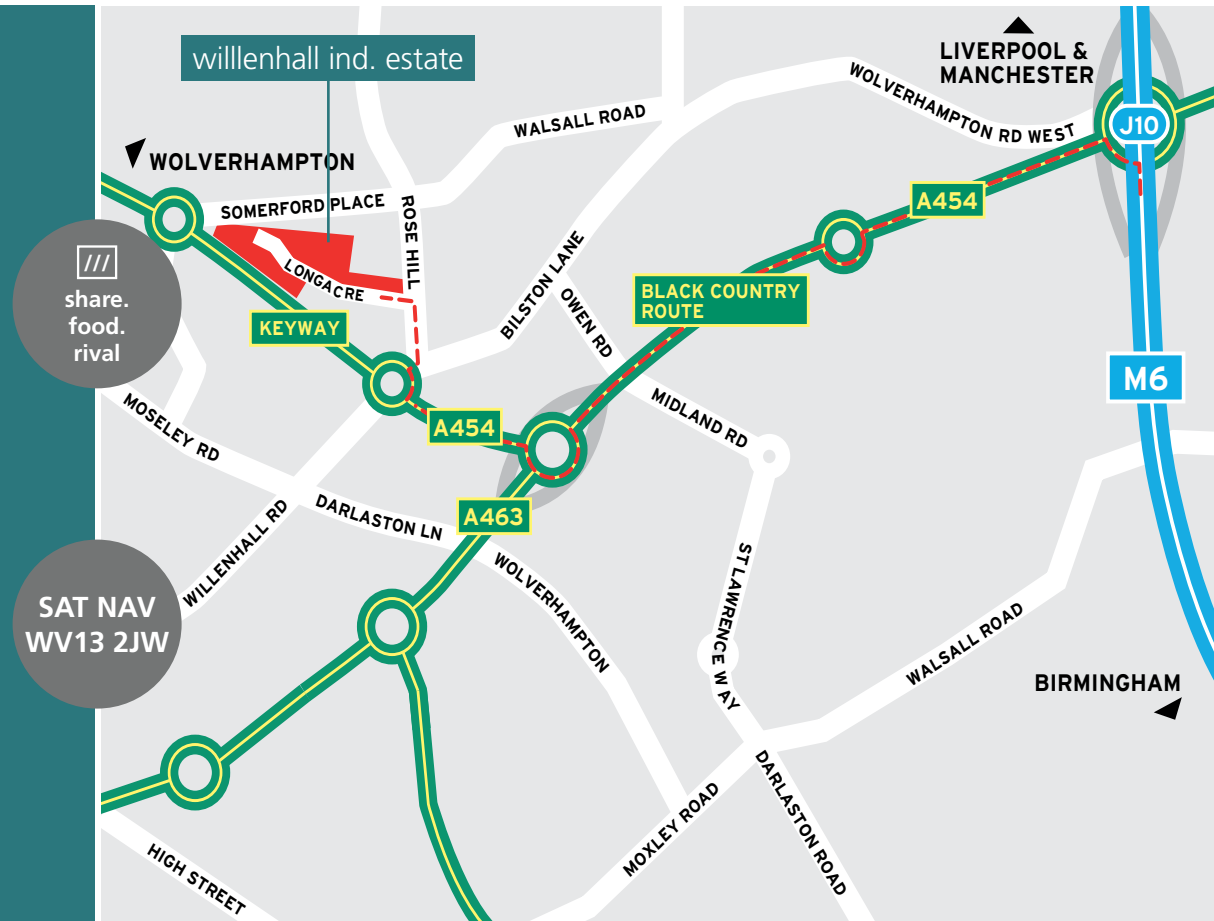 willlenhall ind. estate
LIVERPOOL &
MANCHESTER
WOLVERHAMPTON RD WEST
J10
WALSALL ROAD
WOLVERHAMPTON
SOMERFORD PLACE
ROSE HILL
A454
///
share.
food.
rival
LONGACRE
KEYWAY
BILSTON LANE
OWEN RD
BLACK COUNTRY
ROUTE
M6
MOSELEY RD
A454
MIDLAND RD
DARLASTON LN
A463
WILLENHALL RD
WOLVERHAMPTON
ST LAWRENCE WAY
SAT NAV
WV13 2JW
WALSALL ROAD
BIRMINGHAM
MOXLEY ROAD
DARLASTON ROAD
HIGH STREET